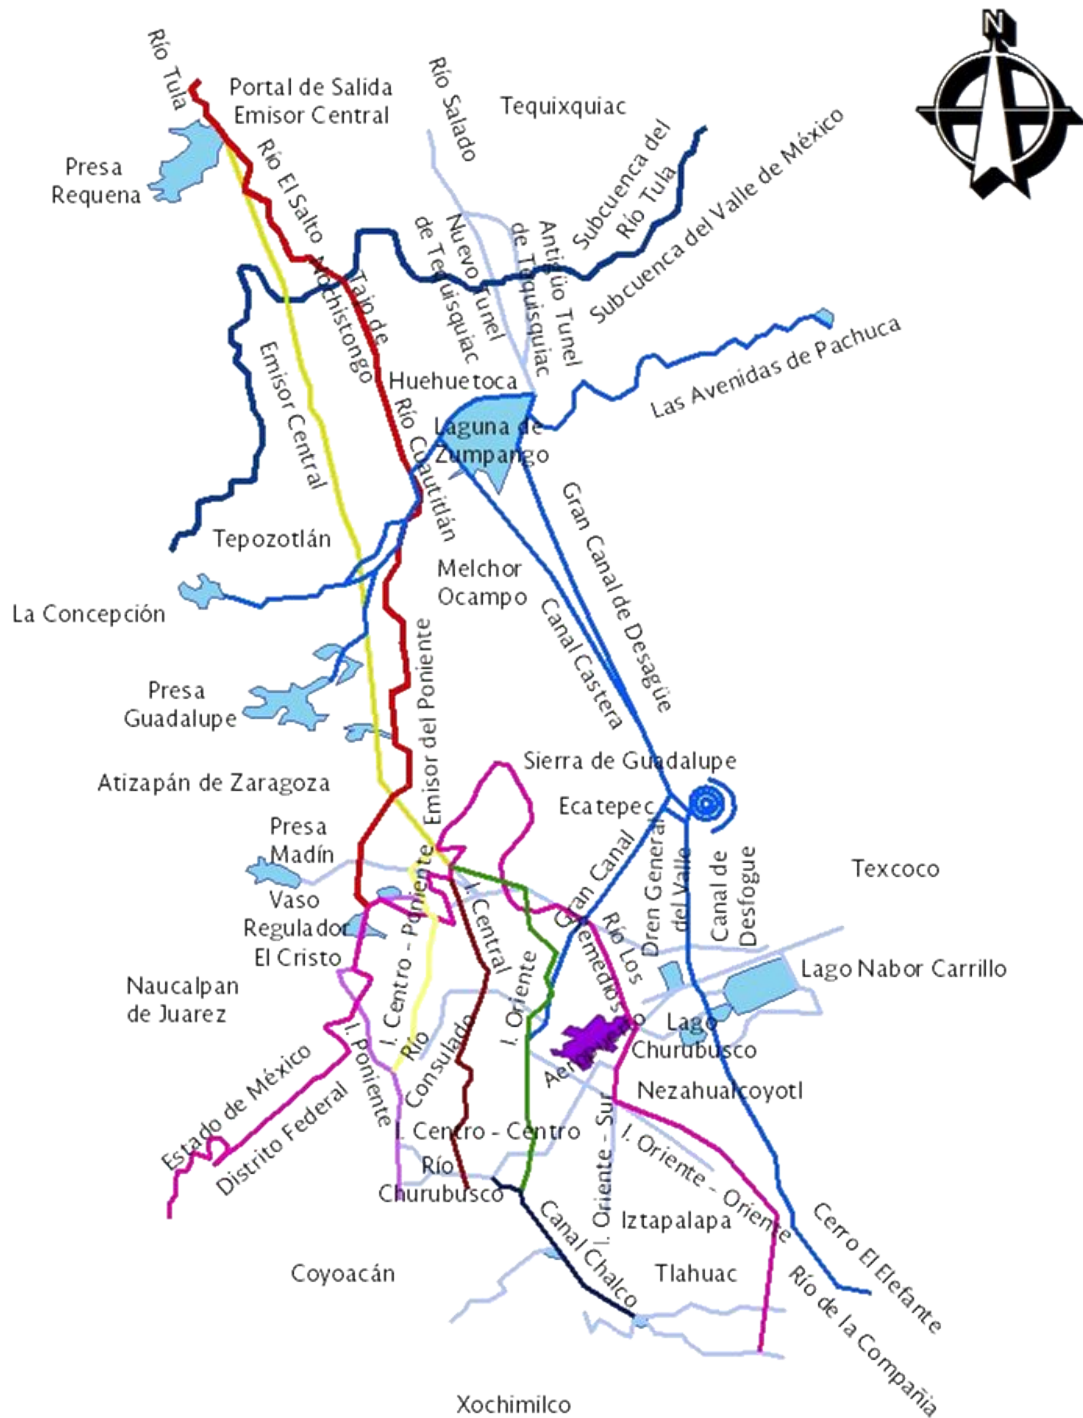 N
Río Tula
Portal de Salida
Emisor Central
Río Salado
Tequixquiac
Presa
Requena
Río El Salto
Subcuenca del
Río Tula
Subcuenca del Valle de México
Nuevo Tunel
de Tequisquiac
Antigüo Tunel
de Tequisquiac
Tajo de
Nochistongo
Las Avenidas de Pachuca
Emisor Central
Huehuetoca
Río Cuautitlán
Laguna de
Zumpango
Gran Canal de Desagüe
Tepozotlán
Melchor
Ocampo
La Concepción
Canal Castera
Emisor del Poniente
Presa
Guadalupe
Sierra de Guadalupe
Atizapán de Zaragoza
Ecatepec
Presa
Madín
Gran Canal
Dren General
del Valle
Canal de
Desfogue
Texcoco
Vaso
Regulador
El Cristo
I. Centro - Poniente
I. Central
Río Los
Remedios
Lago Nabor Carrillo
Naucalpan
de Juarez
I. Poniente
Río
Consulado
I. Oriente
Aeropuerto
Lago
Churubusco
Nezahualcoyotl
Estado de México
Distrito Federal
I. Centro - Centro
I. Oriente - Sur
I. Oriente - Oriente
Río
Churubusco
Canal Chalco
Iztapalapa
Cerro El Elefante
Coyoacán
Tlahuac
Río de la Compañia
Xochimilco